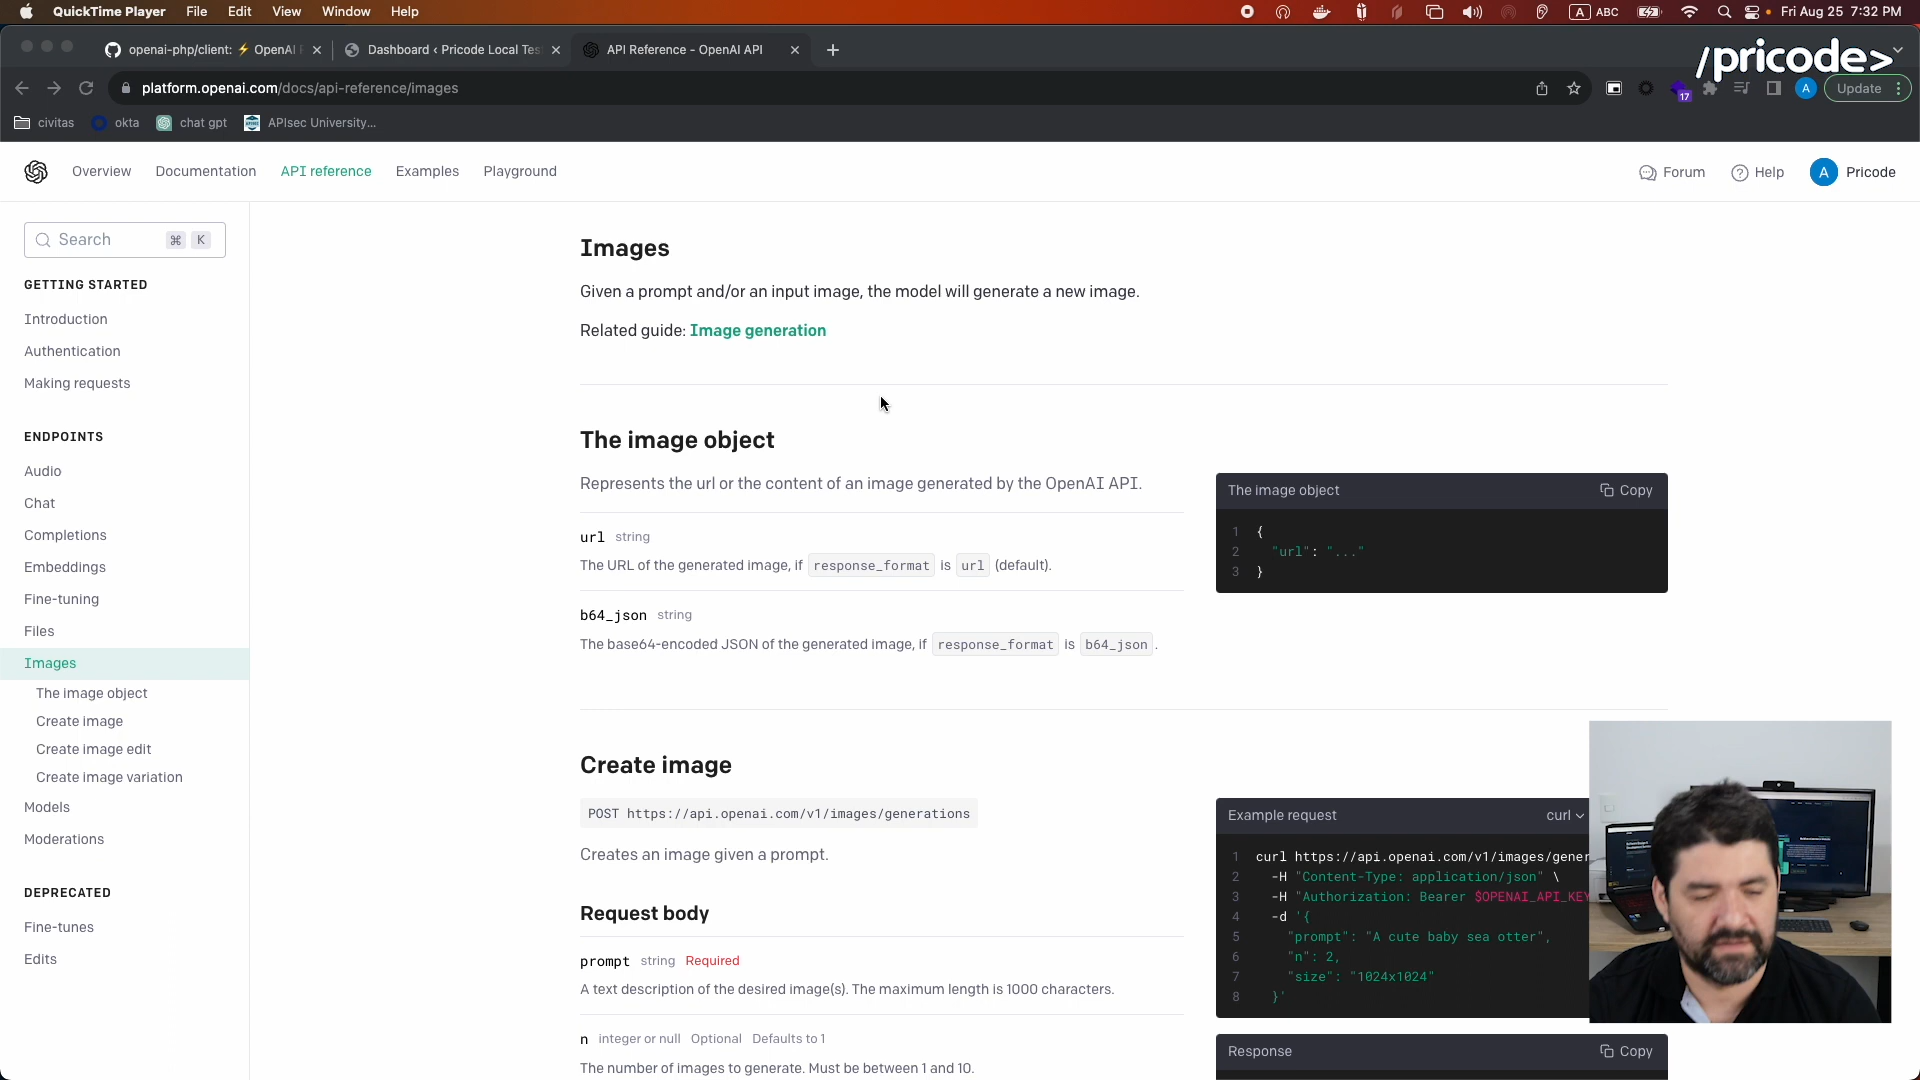 QuickTime Player File Edit View Window Help
A ABC Fri Aug 25 7:32 PM
openai-php/client: ⚡ OpenAI
Dashboard ‹ Pricode Local Tes
API Reference - OpenAI API
/pricode>
platform.openai.com/docs/api-reference/images
17
A
Update
civitas
okta
chat gpt
APIsec University...
Overview
Documentation
API reference
Examples
Playground
Forum
Help
A Pricode
Search ⌘ K
GETTING STARTED
Introduction
Authentication
Making requests
ENDPOINTS
Audio
Chat
Completions
Embeddings
Fine-tuning
Files
Images
The image object
Create image
Create image edit
Create image variation
Models
Moderations
DEPRECATED
Fine-tunes
Edits
Images
Given a prompt and/or an input image, the model will generate a new image.
Related guide: Image generation
The image object
Represents the url or the content of an image generated by the OpenAI API.
url string
The URL of the generated image, if response_format is url (default).
b64_json string
The base64-encoded JSON of the generated image, if response_format is b64_json .
The image object Copy
1 {
2 "url": "..."
3 }
Create image
POST https://api.openai.com/v1/images/generations
Creates an image given a prompt.
Request body
prompt string Required
A text description of the desired image(s). The maximum length is 1000 characters.
n integer or null Optional Defaults to 1
The number of images to generate. Must be between 1 and 10.
Example request curl
1 curl https://api.openai.com/v1/images/gener
2 -H "Content-Type: application/json" \
3 -H "Authorization: Bearer $OPENAI_API_KEY
4 -d '{
5 "prompt": "A cute baby sea otter",
6 "n": 2,
7 "size": "1024x1024"
8 }'
Response Copy